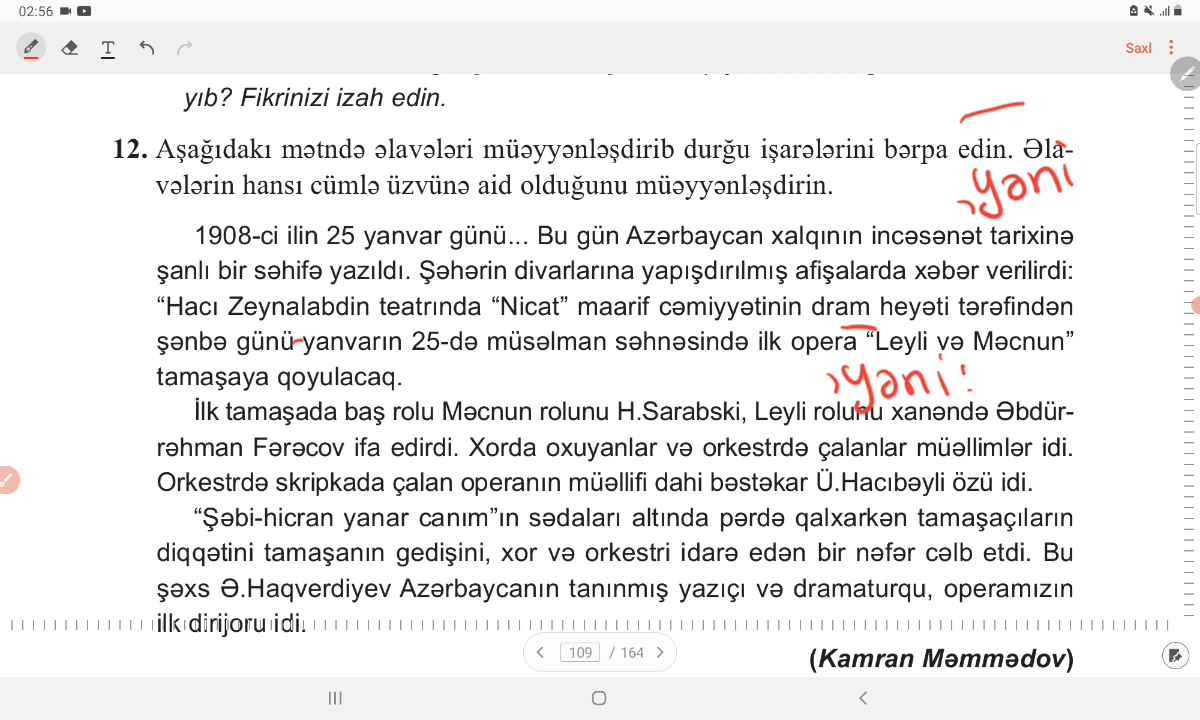 02:56
Saxl
yıb? Fikrinizi izah edin.
12. Aşağıdakı mətndə əlavələri müəyyənləşdirib durğu işarələrini bərpa edin. Əla-
vələrin hansı cümlə üzvünə aid olduğunu müəyyənləşdirin.
, yəni
1908-ci ilin 25 yanvar günü... Bu gün Azərbaycan xalqının incəsənət tarixinə
şanlı bir səhifə yazıldı. Şəhərin divarlarına yapışdırılmış afişalarda xəbər verilirdi:
“Hacı Zeynalabdin teatrında “Nicat” maarif cəmiyyətinin dram heyəti tərəfindən
şənbə günü-yanvarın 25-də müsəlman səhnəsində ilk opera “Leyli və Məcnun”
tamaşaya qoyulacaq.
, yəni:
İlk tamaşada baş rolu Məcnun rolunu H.Sarabski, Leyli rolunu xanəndə Əbdür-
rəhman Fərəcov ifa edirdi. Xorda oxuyanlar və orkestrdə çalanlar müəllimlər idi.
Orkestrdə skripkada çalan operanın müəllifi dahi bəstəkar Ü.Hacıbəyli özü idi.
“Şəbi-hicran yanar canım”ın sədaları altında pərdə qalxarkən tamaşaçıların
diqqətini tamaşanın gedişini, xor və orkestri idarə edən bir nəfər cəlb etdi. Bu
şəxs Ə.Haqverdiyev Azərbaycanın tanınmış yazıçı və dramaturqu, operamızın
ilk dirijoru idi.
109 / 164
(Kamran Məmmədov)